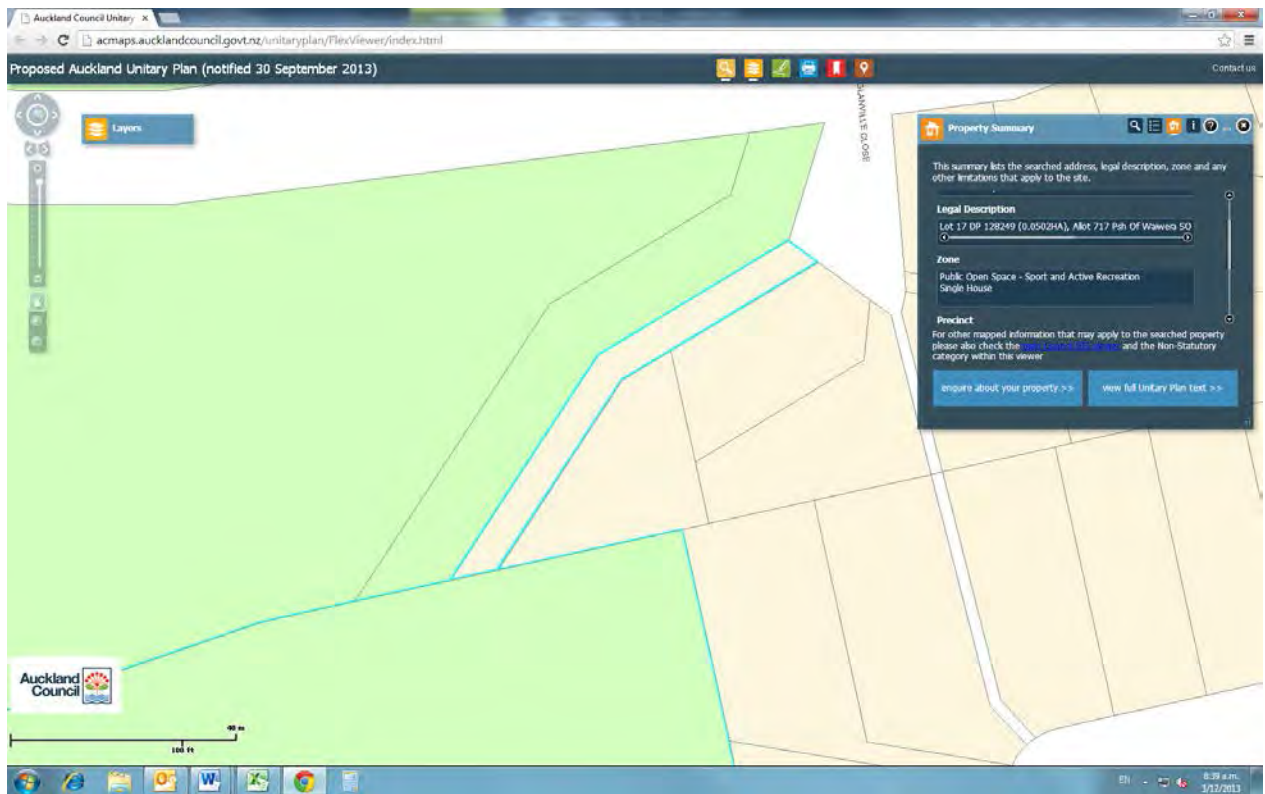 Auckland Council Unitary
acmaps.aucklandcouncil.govt.nz/unitaryplan/FlexViewer/index.html
Proposed Auckland Unitary Plan (notified 30 September 2013)
Contact us
Layers
GLANVILLE CLOSE
Property Summary
This summary lists the searched address, legal description, zone and any
other limitations that apply to the site.
Legal Description
Lot 17 DP 128249 (0.0502HA), Allot 717 Psh Of Waiwera SO
Zone
Public Open Space - Sport and Active Recreation
Single House
Precinct
For other mapped information that may apply to the searched property
please also check the and the Non-Statutory
category within this viewer
enquire about your property >>
view full Unitary Plan text >>
Auckland
Council
40 m
100 ft
EN
8:39 a.m.
3/12/2013